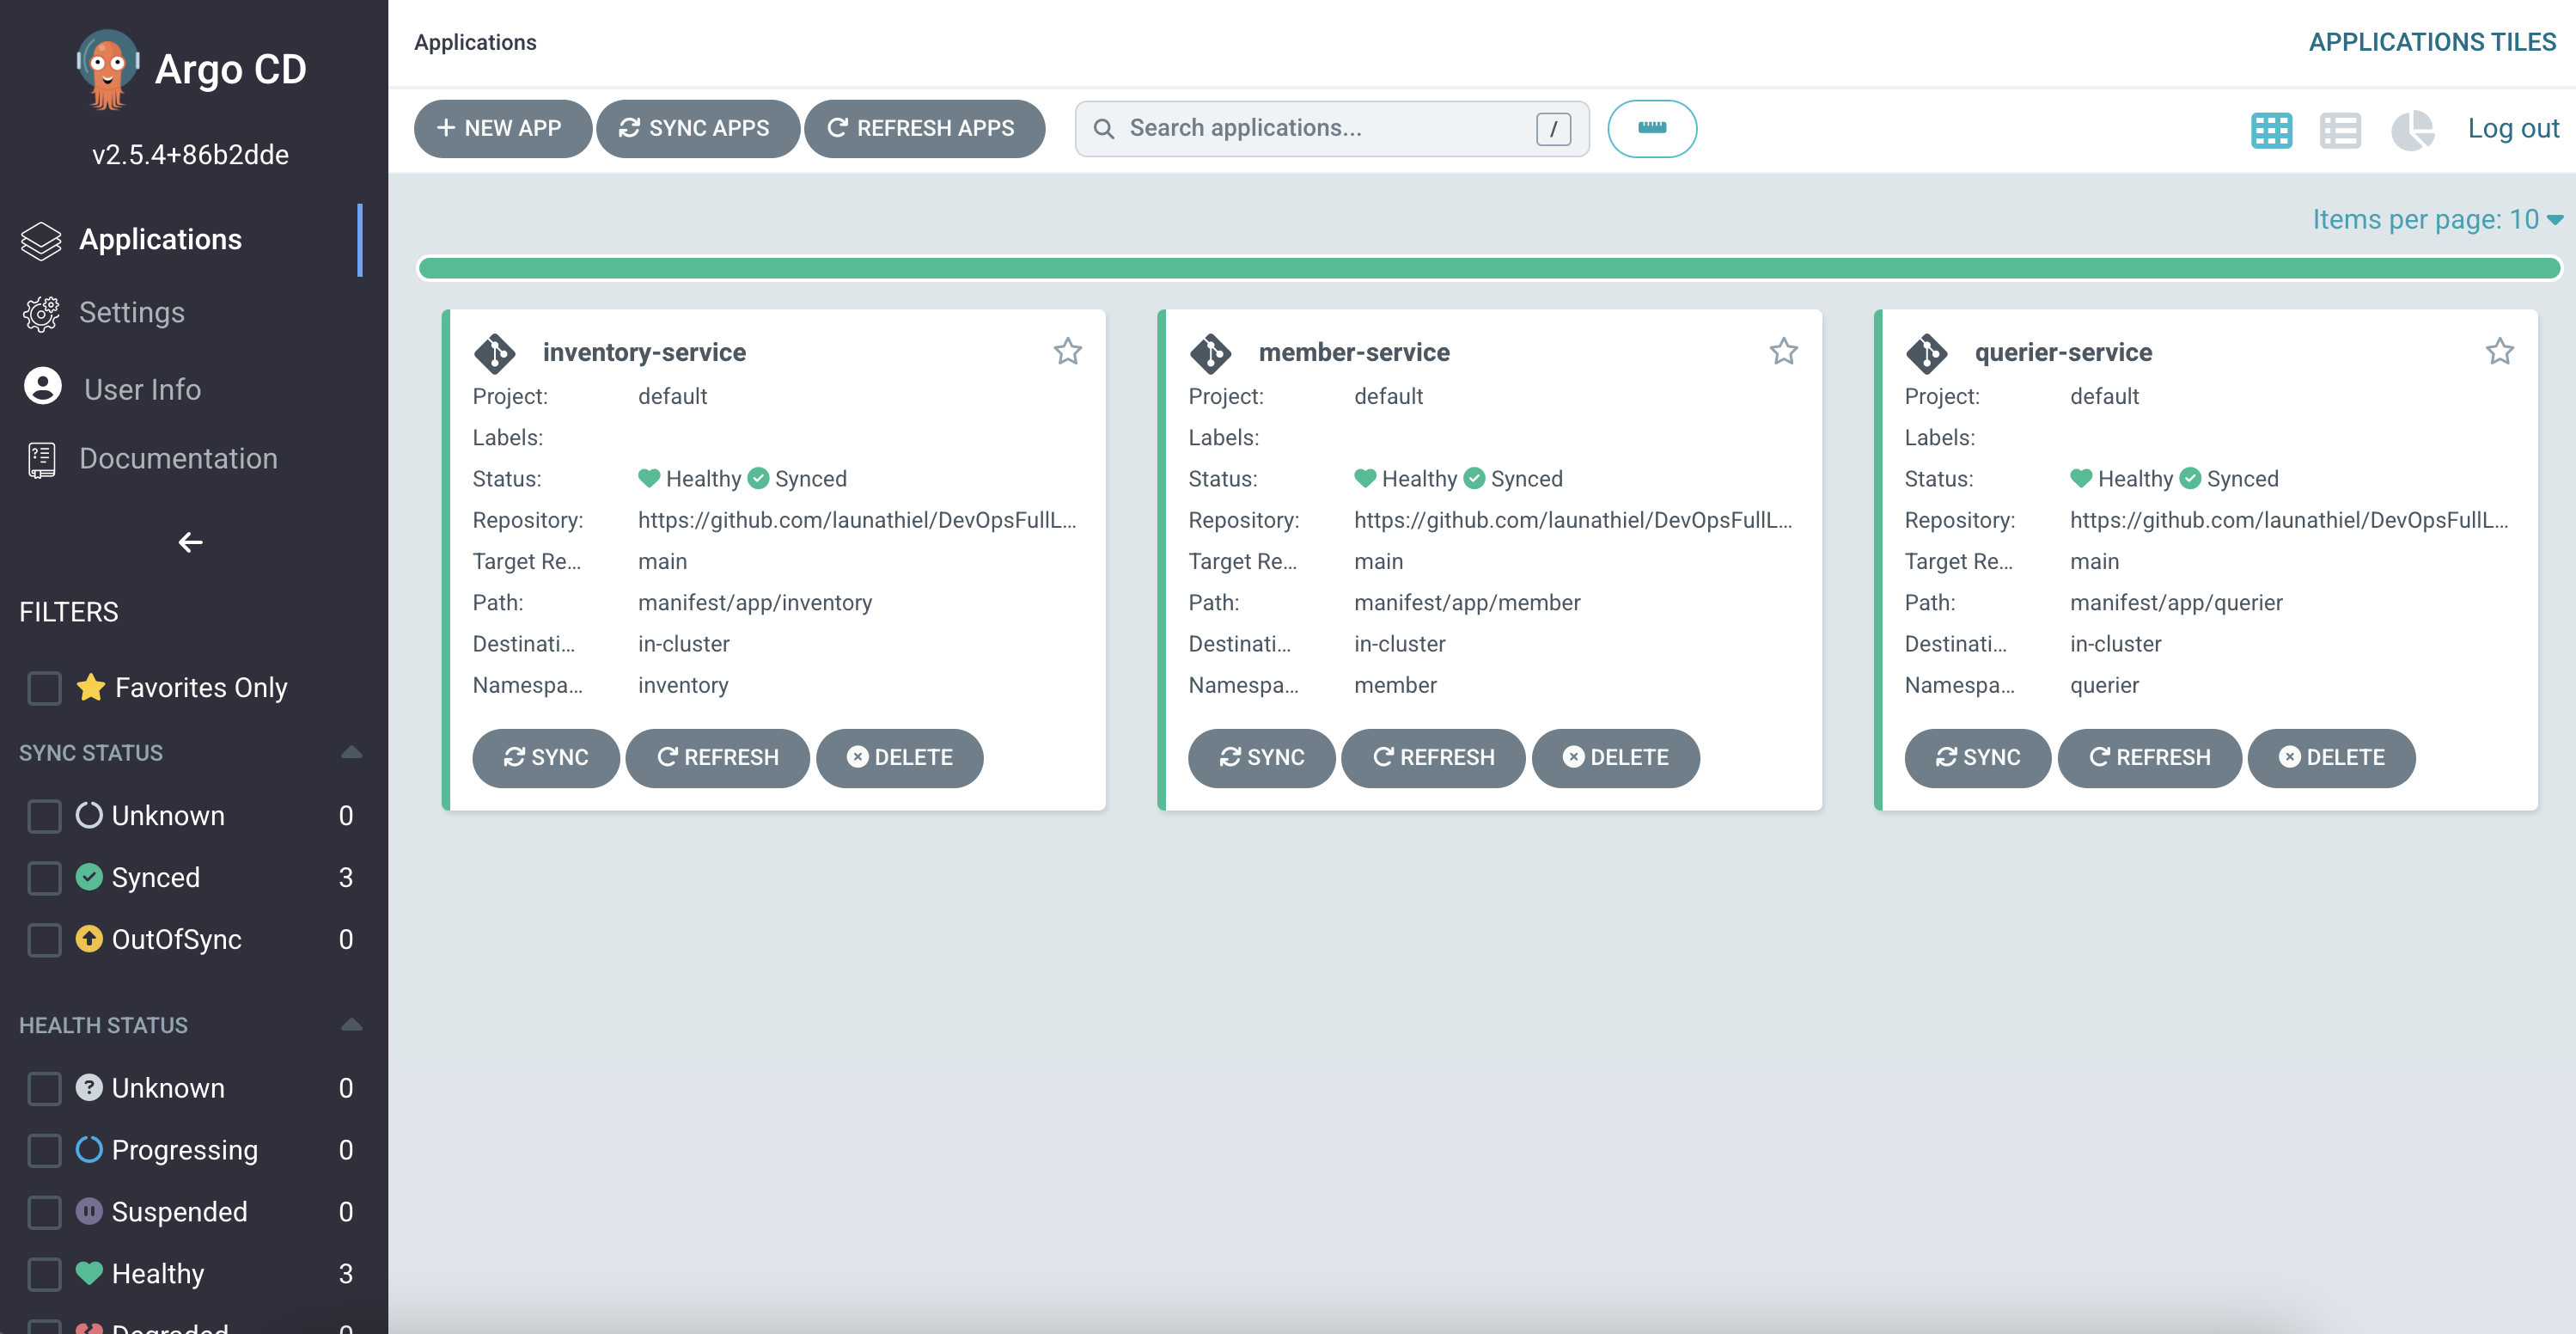 Argo CD
v2.5.4+86b2dde
Applications
Settings
User Info
Documentation
FILTERS
Favorites Only
SYNC STATUS
Unknown 0
Synced 3
OutOfSync 0
HEALTH STATUS
Unknown 0
Progressing 0
Suspended 0
Healthy 3
Degraded 0
Applications
APPLICATIONS TILES
+ NEW APP SYNC APPS REFRESH APPS Search applications... / Log out
Items per page: 10
inventory-service
Project: default
Labels:
Status: Healthy Synced
Repository: https://github.com/launathiel/DevOpsFullL...
Target Re... main
Path: manifest/app/inventory
Destinati... in-cluster
Namespa... inventory
SYNC REFRESH DELETE
member-service
Project: default
Labels:
Status: Healthy Synced
Repository: https://github.com/launathiel/DevOpsFullL...
Target Re... main
Path: manifest/app/member
Destinati... in-cluster
Namespa... member
SYNC REFRESH DELETE
querier-service
Project: default
Labels:
Status: Healthy Synced
Repository: https://github.com/launathiel/DevOpsFullL...
Target Re... main
Path: manifest/app/querier
Destinati... in-cluster
Namespa... querier
SYNC REFRESH DELETE